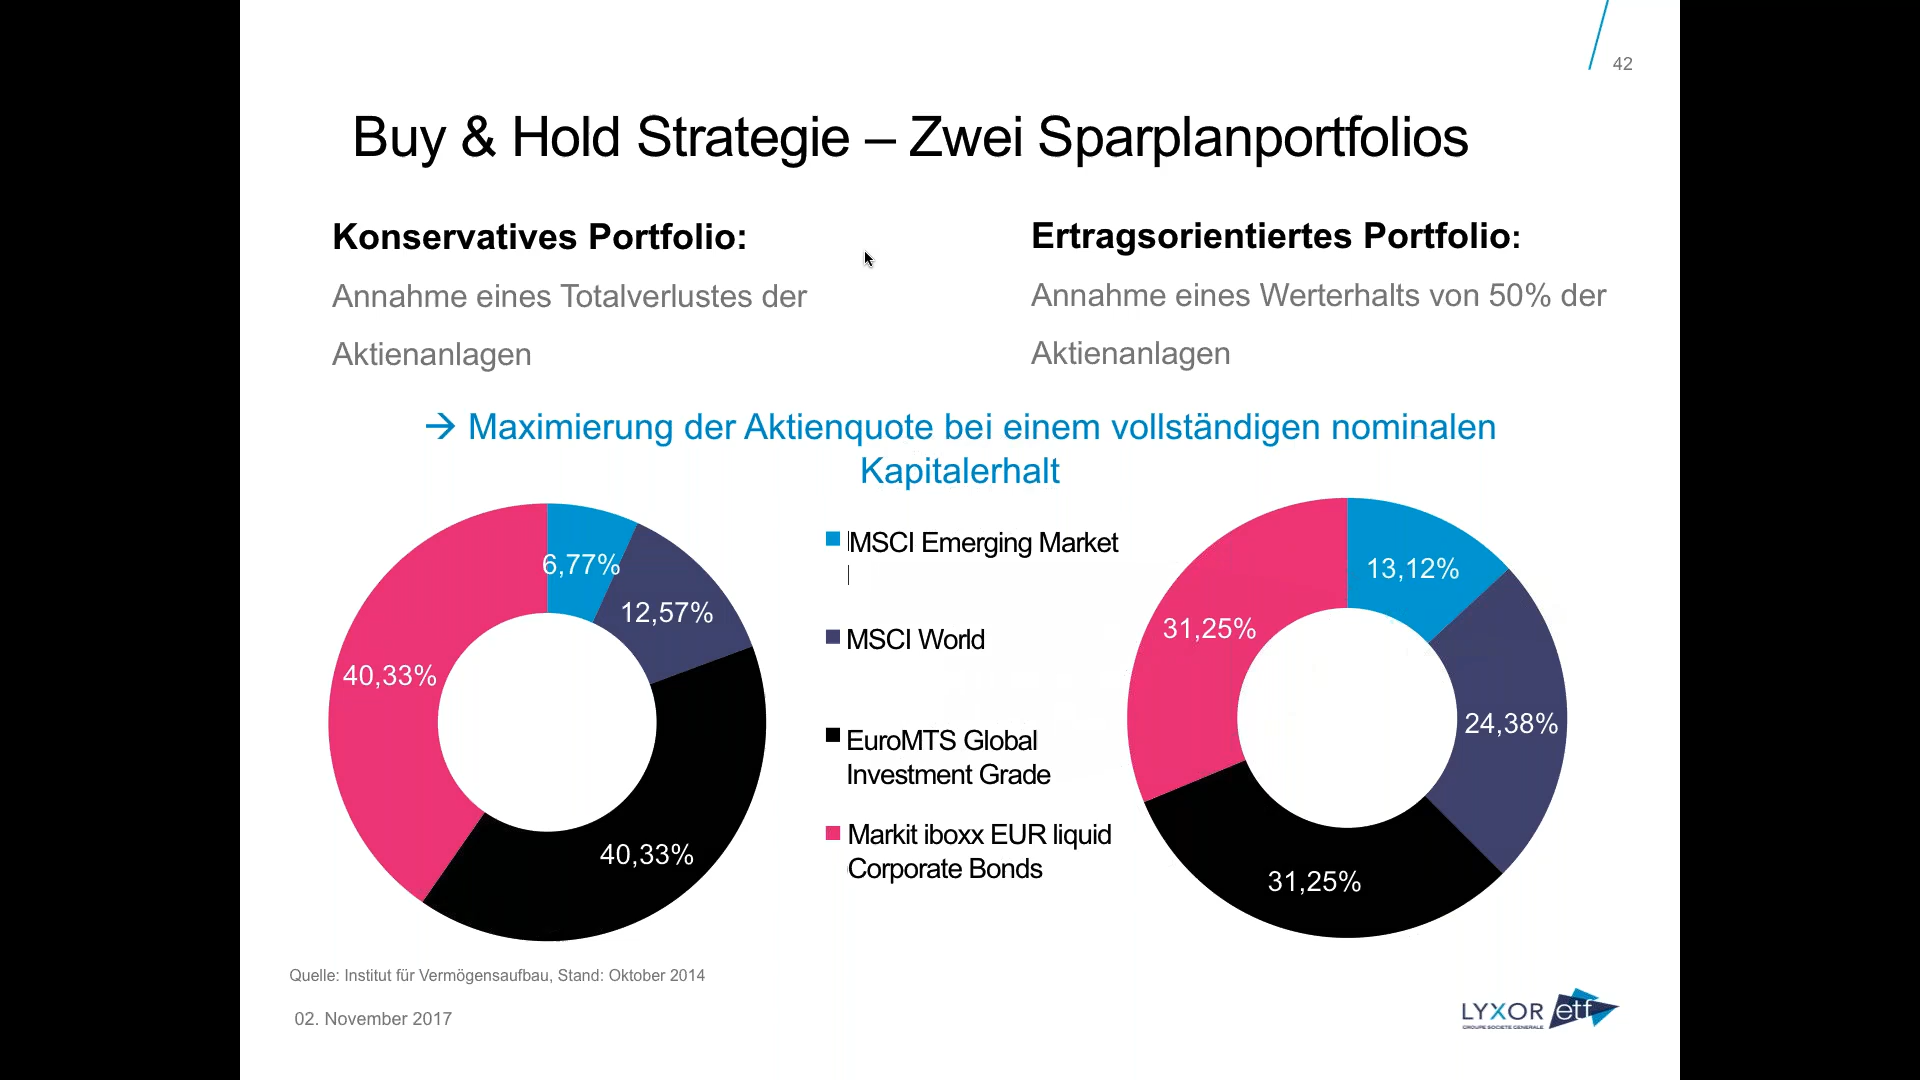 42
Buy & Hold Strategie – Zwei Sparplanportfolios
Konservatives Portfolio:
Annahme eines Totalverlustes der
Aktienanlagen
Ertragsorientiertes Portfolio:
Annahme eines Werterhalts von 50% der
Aktienanlagen
→ Maximierung der Aktienquote bei einem vollständigen nominalen
Kapitalerhalt
6,77%
12,57%
40,33%
40,33%
MSCI Emerging Market
MSCI World
EuroMTS Global
Investment Grade
Markit iboxx EUR liquid
Corporate Bonds
13,12%
24,38%
31,25%
31,25%
Quelle: Institut für Vermögensaufbau, Stand: Oktober 2014
02. November 2017
LYXOR etf
GROUPE SOCIETE GENERALE